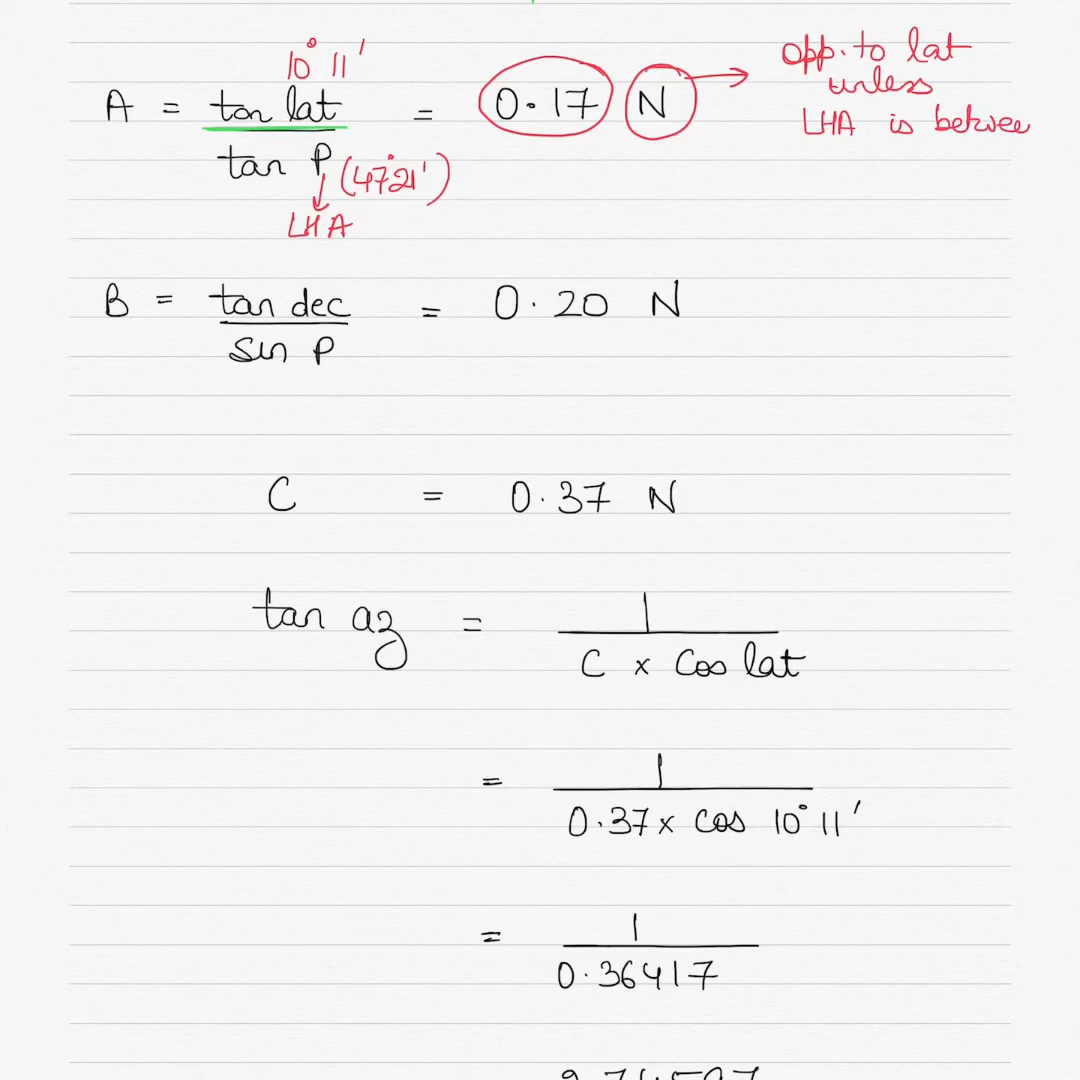 10° 11'
A = tan lat / tan P = 0.17 N
(47°21')
LHA
opp. to lat
unless
LHA is betwee
B = tan dec / sin P = 0.20 N
C = 0.37 N
tan az = 1 / C x Cos lat
= 1 / 0.37 x cos 10° 11'
= 1 / 0.36417